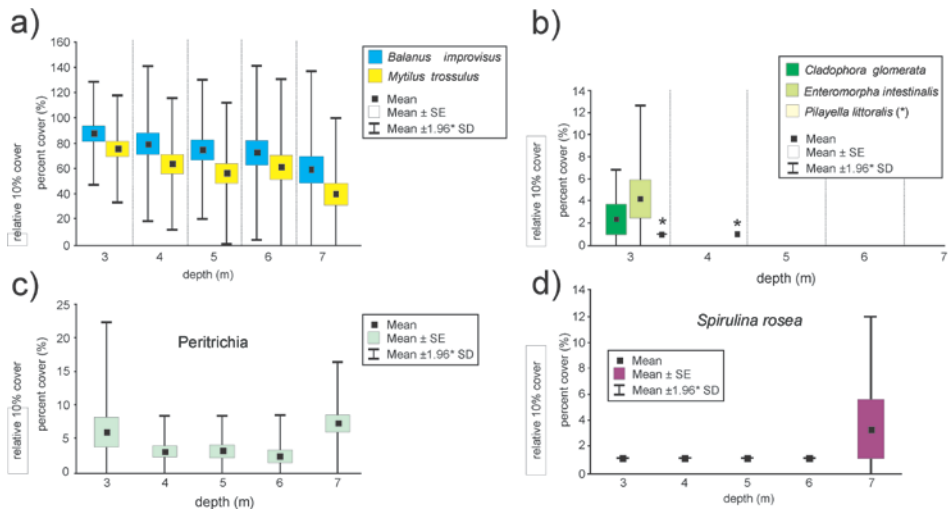 a)
160
140
120
100
80
60
40
20
0
percent cover (%)
relative 10% cover
3 4 5 6 7
depth (m)
Balanus improvisus
Mytilus trossulus
Mean
Mean ± SE
Mean ±1.96* SD
b)
14
12
10
8
6
4
2
0
percent cover (%)
relative 10% cover
* *
3 4 5 6 7
depth (m)
Cladophora glomerata
Enteromorpha intestinalis
Pilayella littoralis (*)
Mean
Mean ± SE
Mean ±1.96* SD
c)
25
20
15
10
5
0
percent cover (%)
relative 10% cover
Peritrichia
3 4 5 6 7
depth (m)
Mean
Mean ± SE
Mean ±1.96* SD
d)
14
12
10
8
6
4
2
0
percent cover (%)
relative 10% cover
Spirulina rosea
Mean
Mean ± SE
Mean ±1.96* SD
3 4 5 6 7
depth (m)